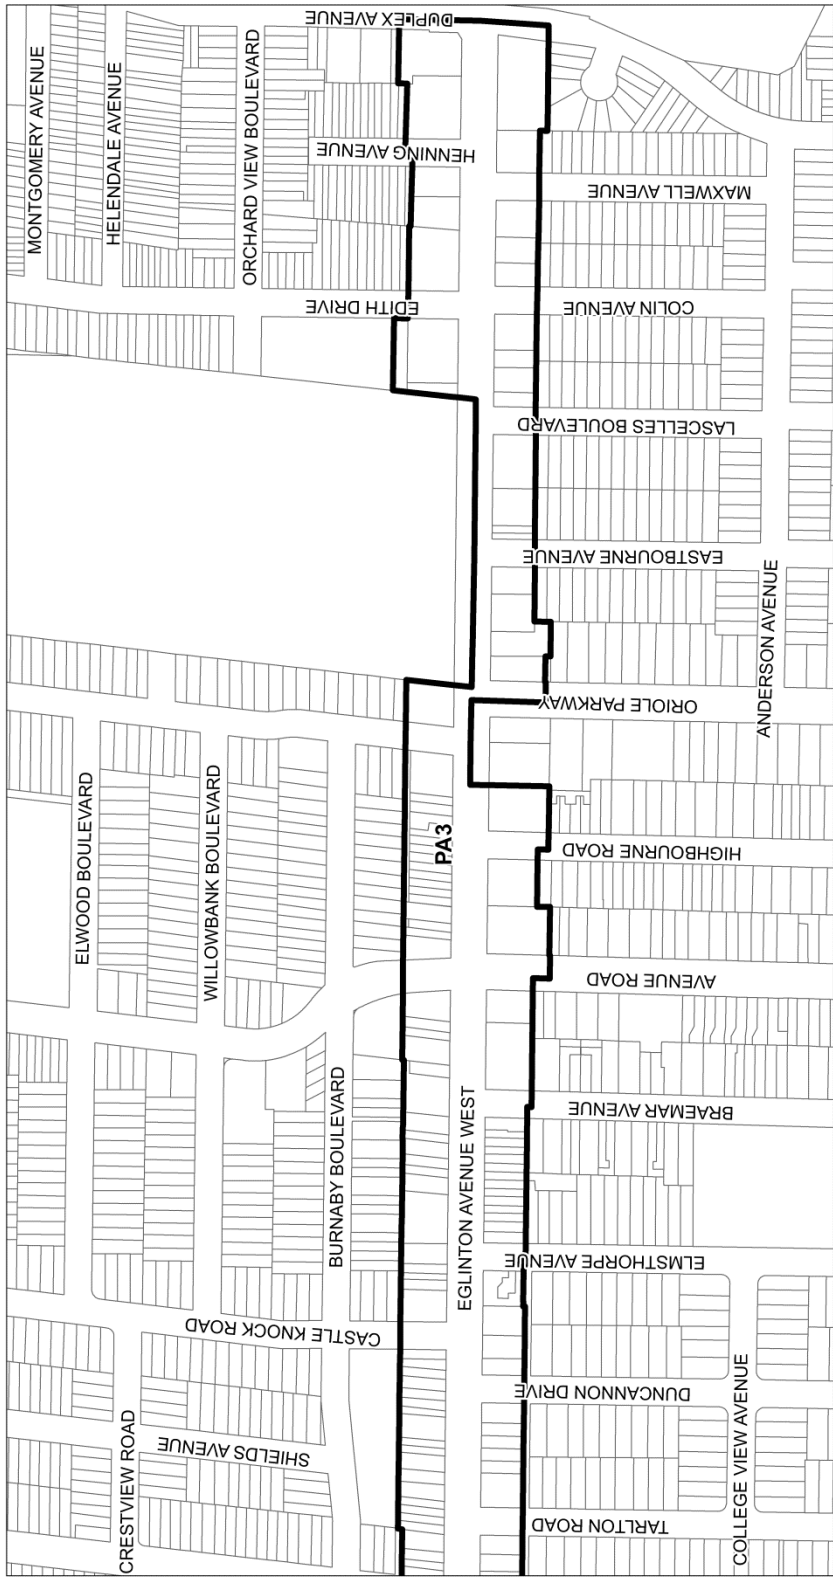 DUPLEX AVENUE
MONTGOMERY AVENUE
HELENDALE AVENUE
ORCHARD VIEW BOULEVARD
HENNING AVENUE
MAXWELL AVENUE
EDITH DRIVE
COLIN AVENUE
LASCELLES BOULEVARD
EASTBOURNE AVENUE
ANDERSON AVENUE
ORIOLE PARKWAY
ELWOOD BOULEVARD
WILLOWBANK BOULEVARD
PA3
HIGHBOURNE ROAD
AVENUE ROAD
BURNABY BOULEVARD
EGLINTON AVENUE WEST
BRAEMAR AVENUE
ELMSTHORPE AVENUE
CASTLE KNOCK ROAD
DUNCANNON DRIVE
CRESTVIEW ROAD
SHIELDS AVENUE
COLLEGE VIEW AVENUE
TARLTON ROAD